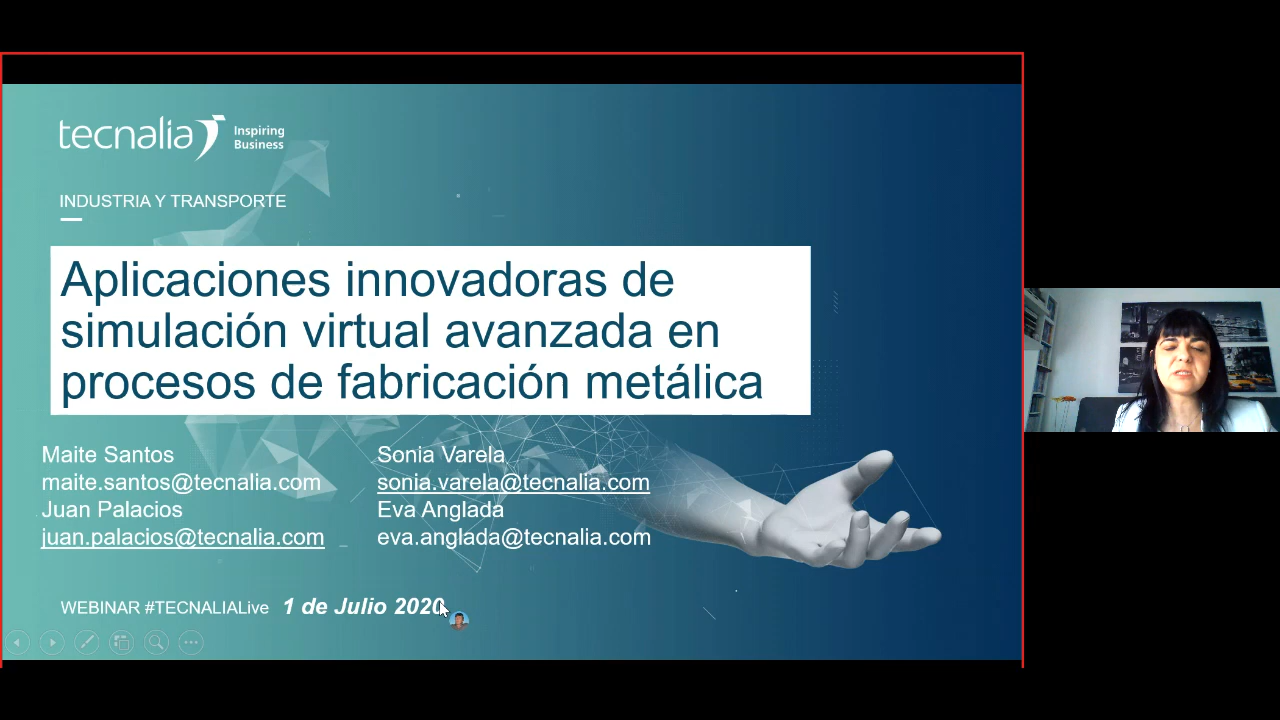 tecnalia
Inspiring
Business
INDUSTRIA Y TRANSPORTE
Aplicaciones innovadoras de
simulación virtual avanzada en
procesos de fabricación metálica
Maite Santos
maite.santos@tecnalia.com
Juan Palacios
juan.palacios@tecnalia.com
Sonia Varela
sonia.varela@tecnalia.com
Eva Anglada
eva.anglada@tecnalia.com
WEBINAR #TECNALIALive 1 de Julio 2020